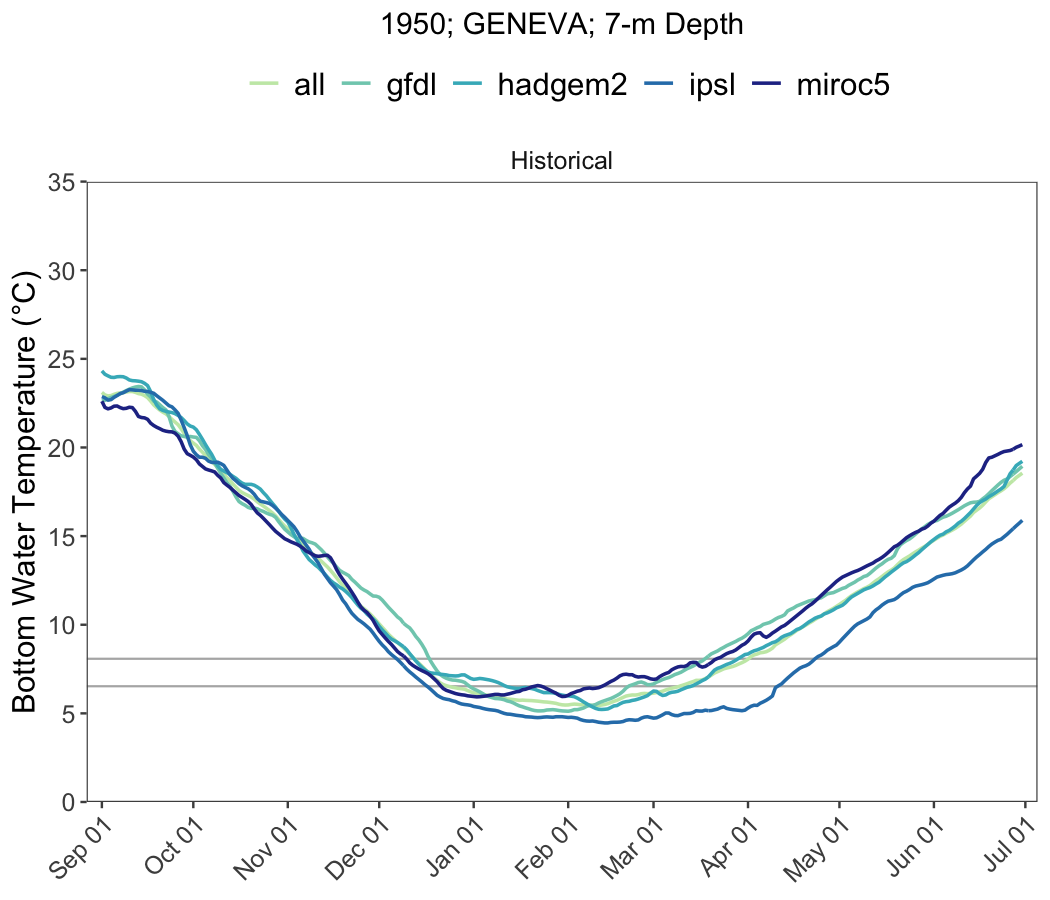 1950; GENEVA; 7-m Depth
all gfdl hadgem2 ipsl miroc5
Historical
Bottom Water Temperature (°C)
35
30
25
20
15
10
5
0
Sep 01 Oct 01 Nov 01 Dec 01 Jan 01 Feb 01 Mar 01 Apr 01 May 01 Jun 01 Jul 01